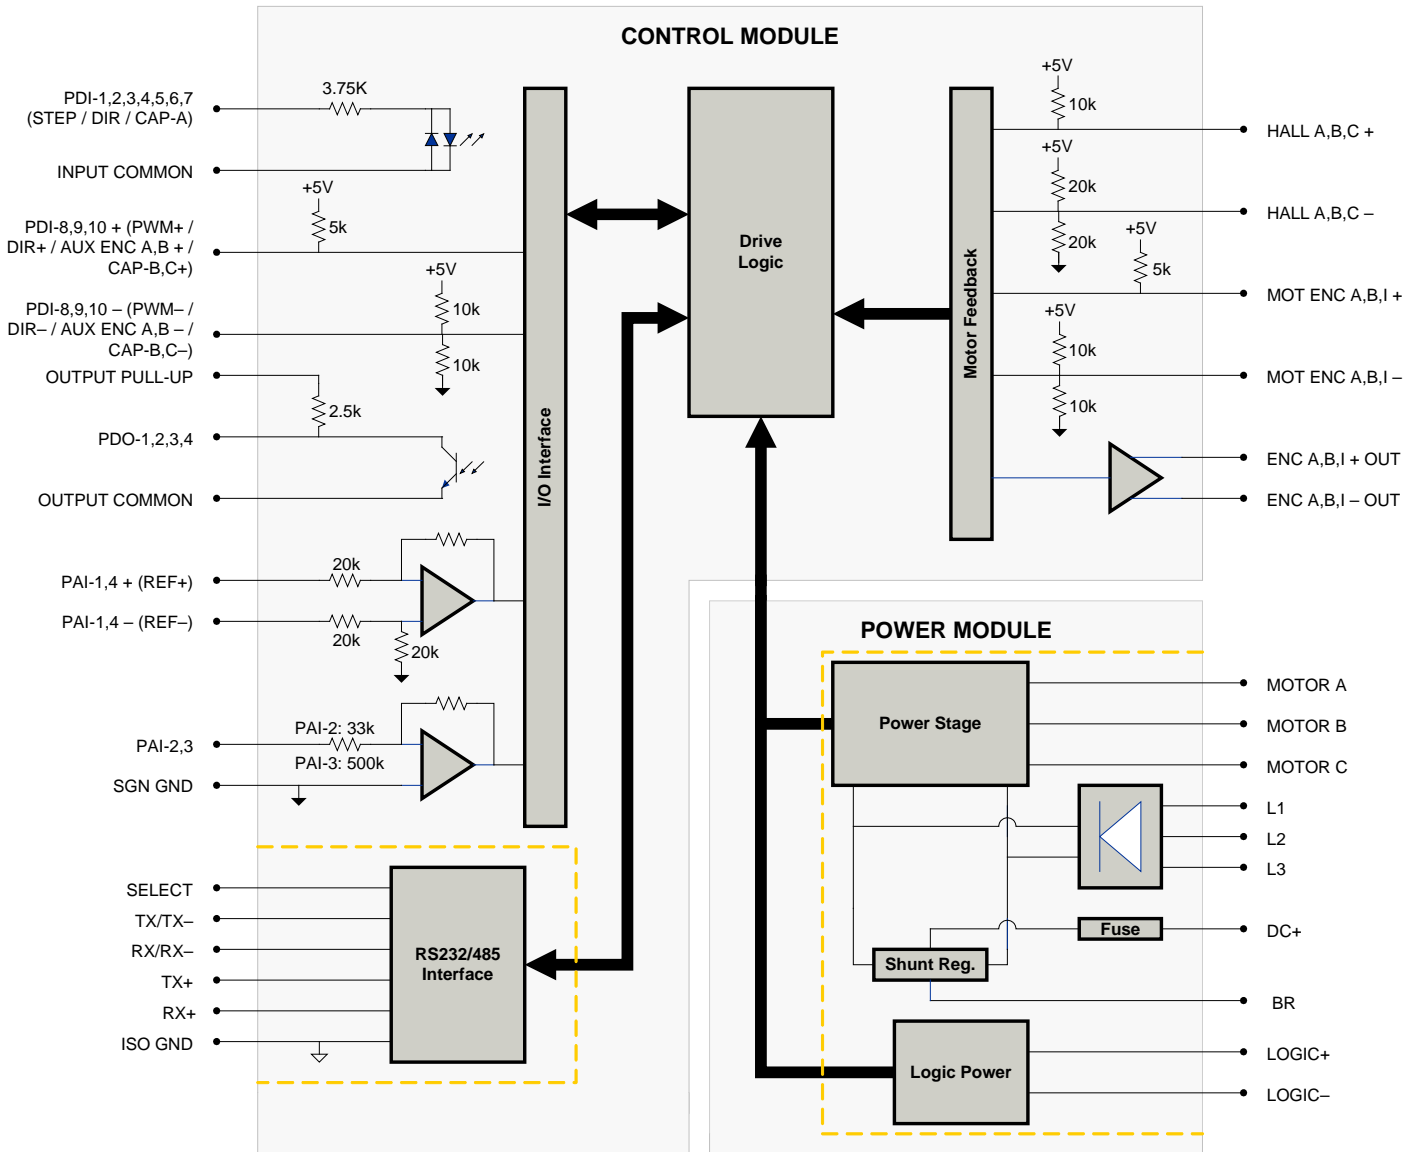 CONTROL MODULE
PDI-1,2,3,4,5,6,7
(STEP / DIR / CAP-A)
3.75K
INPUT COMMON
+5V
5k
PDI-8,9,10 + (PWM+ /
DIR+ / AUX ENC A,B + /
CAP-B,C+)
+5V
10k
10k
PDI-8,9,10 – (PWM– /
DIR– / AUX ENC A,B – /
CAP-B,C–)
OUTPUT PULL-UP
2.5k
PDO-1,2,3,4
OUTPUT COMMON
PAI-1,4 + (REF+)
20k
PAI-1,4 – (REF–)
20k
20k
PAI-2,3
PAI-2: 33k
PAI-3: 500k
SGN GND
I/O Interface
SELECT
TX/TX–
RX/RX–
TX+
RX+
ISO GND
RS232/485
Interface
Drive
Logic
Motor Feedback
+5V
10k
HALL A,B,C +
+5V
20k
20k
HALL A,B,C –
+5V
5k
MOT ENC A,B,I +
+5V
10k
10k
MOT ENC A,B,I –
ENC A,B,I + OUT
ENC A,B,I – OUT
POWER MODULE
Power Stage
MOTOR A
MOTOR B
MOTOR C
L1
L2
L3
Fuse
DC+
Shunt Reg.
BR
Logic Power
LOGIC+
LOGIC–